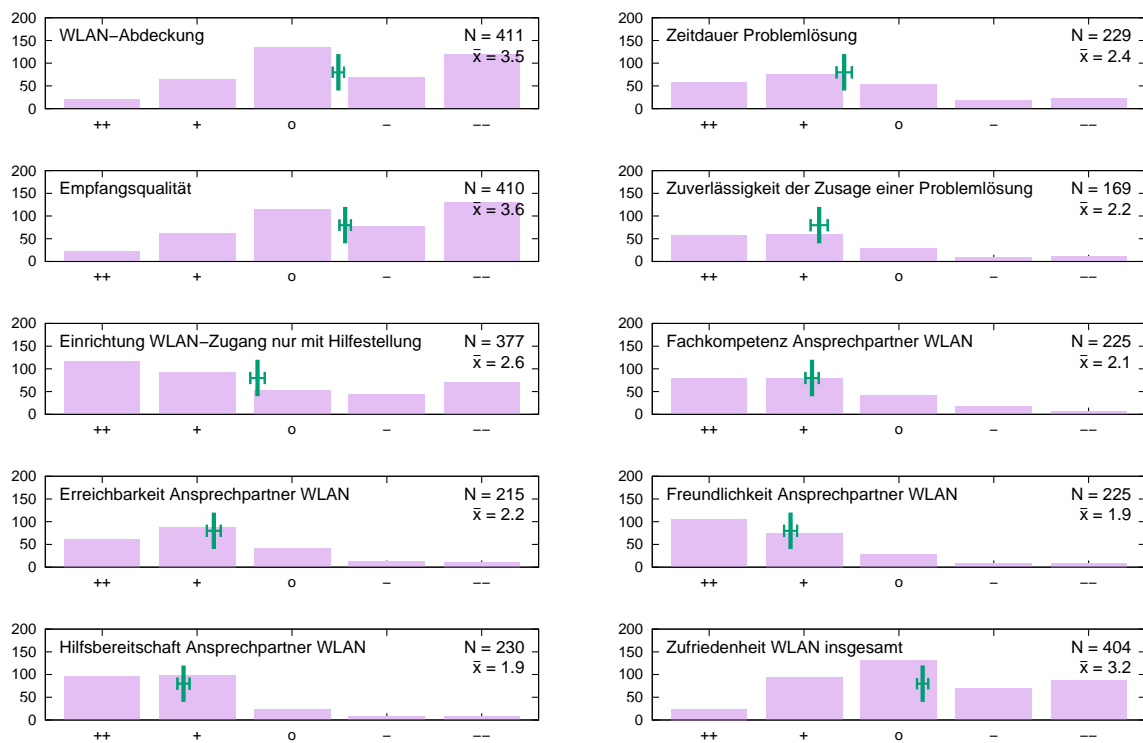 200
150
100
50
0
WLAN−Abdeckung
N = 411
x̄ = 3.5
++ + o − −−
200
150
100
50
0
Zeitdauer Problemlösung
N = 229
x̄ = 2.4
++ + o − −−
200
150
100
50
0
Empfangsqualität
N = 410
x̄ = 3.6
++ + o − −−
200
150
100
50
0
Zuverlässigkeit der Zusage einer Problemlösung
N = 169
x̄ = 2.2
++ + o − −−
200
150
100
50
0
Einrichtung WLAN−Zugang nur mit Hilfestellung
N = 377
x̄ = 2.6
++ + o − −−
200
150
100
50
0
Fachkompetenz Ansprechpartner WLAN
N = 225
x̄ = 2.1
++ + o − −−
200
150
100
50
0
Erreichbarkeit Ansprechpartner WLAN
N = 215
x̄ = 2.2
++ + o − −−
200
150
100
50
0
Freundlichkeit Ansprechpartner WLAN
N = 225
x̄ = 1.9
++ + o − −−
200
150
100
50
0
Hilfsbereitschaft Ansprechpartner WLAN
N = 230
x̄ = 1.9
++ + o − −−
200
150
100
50
0
Zufriedenheit WLAN insgesamt
N = 404
x̄ = 3.2
++ + o − −−